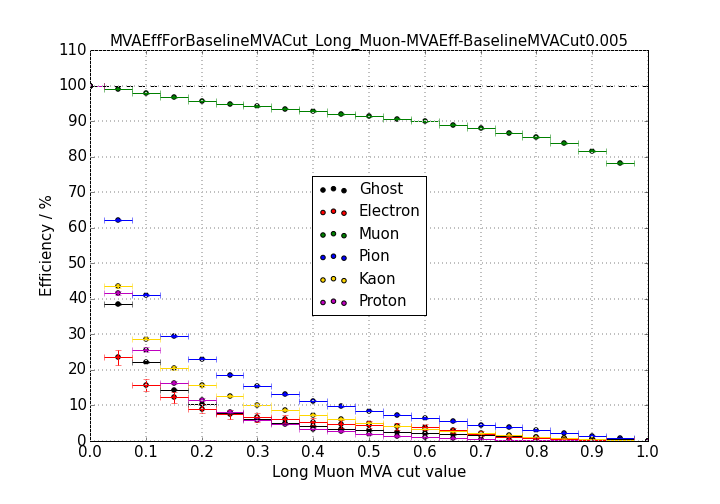 MVAEffForBaselineMVACut_Long_Muon-MVAEff-BaselineMVACut0.005
110
100
90
80
70
60
50
40
30
20
10
0
Efficiency / %
Ghost
Electron
Muon
Pion
Kaon
Proton
0.0 0.1 0.2 0.3 0.4 0.5 0.6 0.7 0.8 0.9 1.0
Long Muon MVA cut value